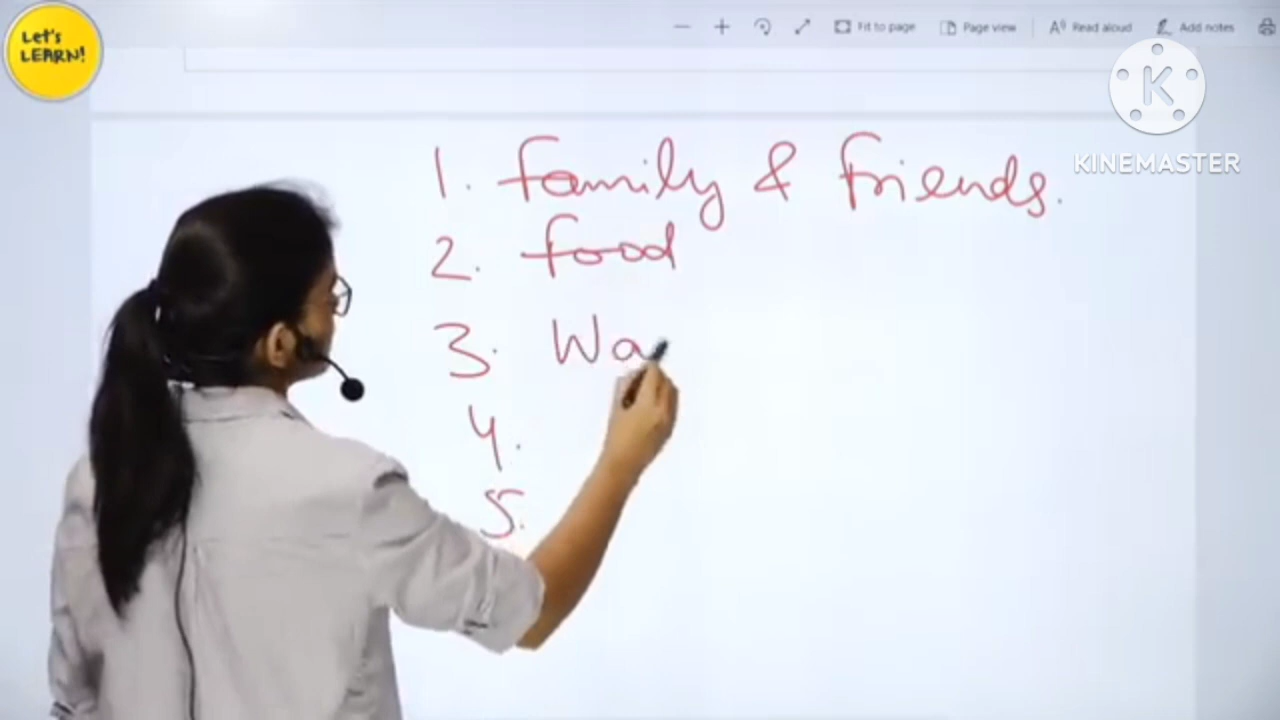 Let's
LEARN!
Fit to page
Page view
Read aloud
Add notes
KINEMASTER
1. Family & Friends.
2. Food
3. Wa
4.
5.